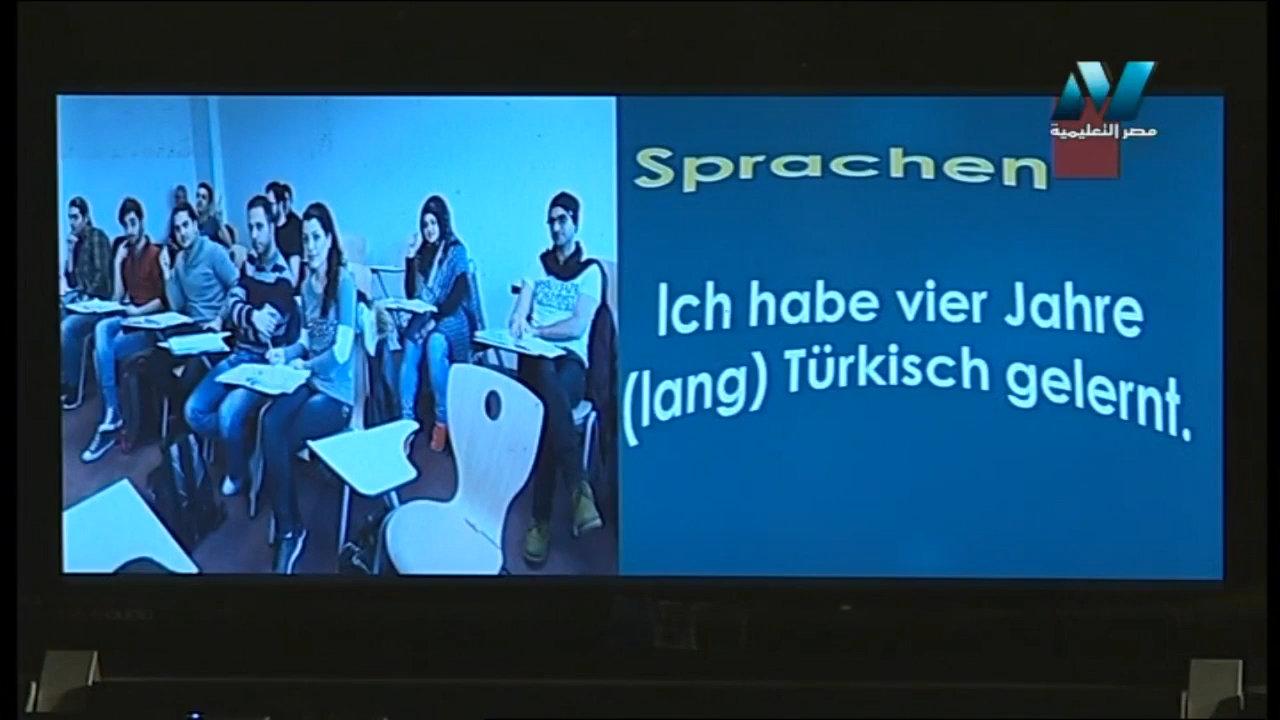 مصر التعليمية
Sprachen
Ich habe vier Jahre
(lang) Türkisch gelernt.